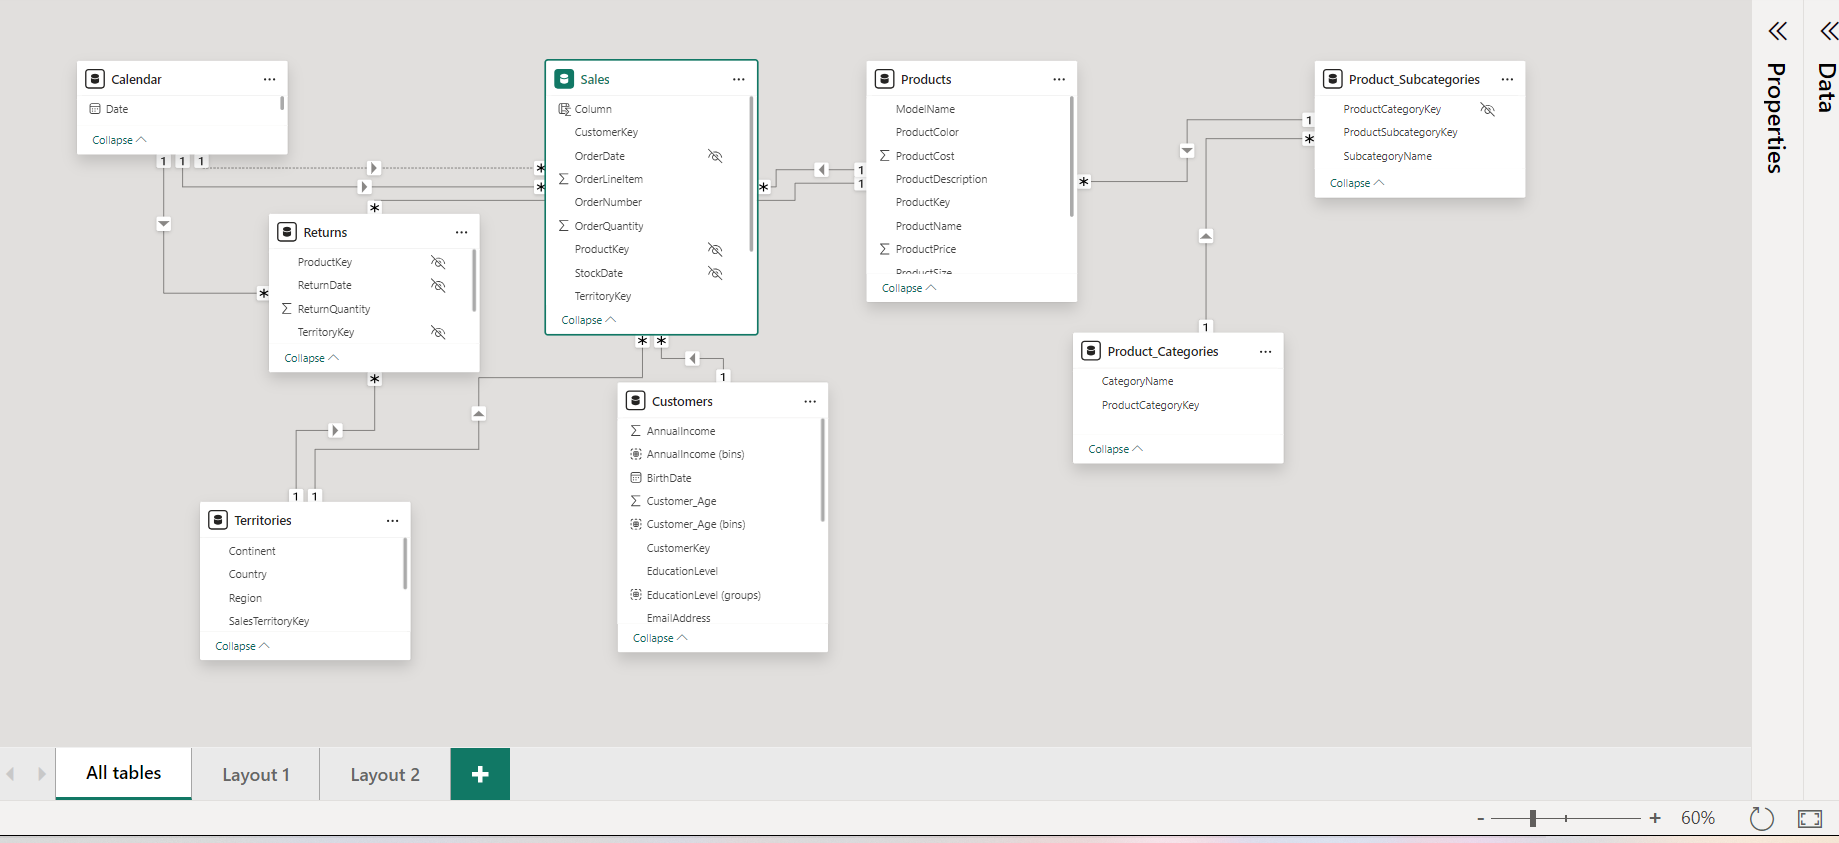 Calendar
Date
Collapse
Sales
Column
CustomerKey
OrderDate
OrderLineItem
OrderNumber
OrderQuantity
ProductKey
StockDate
TerritoryKey
Collapse
Products
ModelName
ProductColor
ProductCost
ProductDescription
ProductKey
ProductName
ProductPrice
ProductSize
Collapse
Product_Subcategories
ProductCategoryKey
ProductSubcategoryKey
SubcategoryName
Collapse
1 1 1
*
*
*
1
1
*
1
*
*
Returns
ProductKey
ReturnDate
ReturnQuantity
TerritoryKey
Collapse
*
*
* *
1
1
Product_Categories
CategoryName
ProductCategoryKey
Collapse
Customers
AnnualIncome
AnnualIncome (bins)
BirthDate
Customer_Age
Customer_Age (bins)
CustomerKey
EducationLevel
EducationLevel (groups)
EmailAddress
Collapse
1 1
Territories
Continent
Country
Region
SalesTerritoryKey
Collapse
Properties
Data
All tables
Layout 1
Layout 2
+
- + 60%